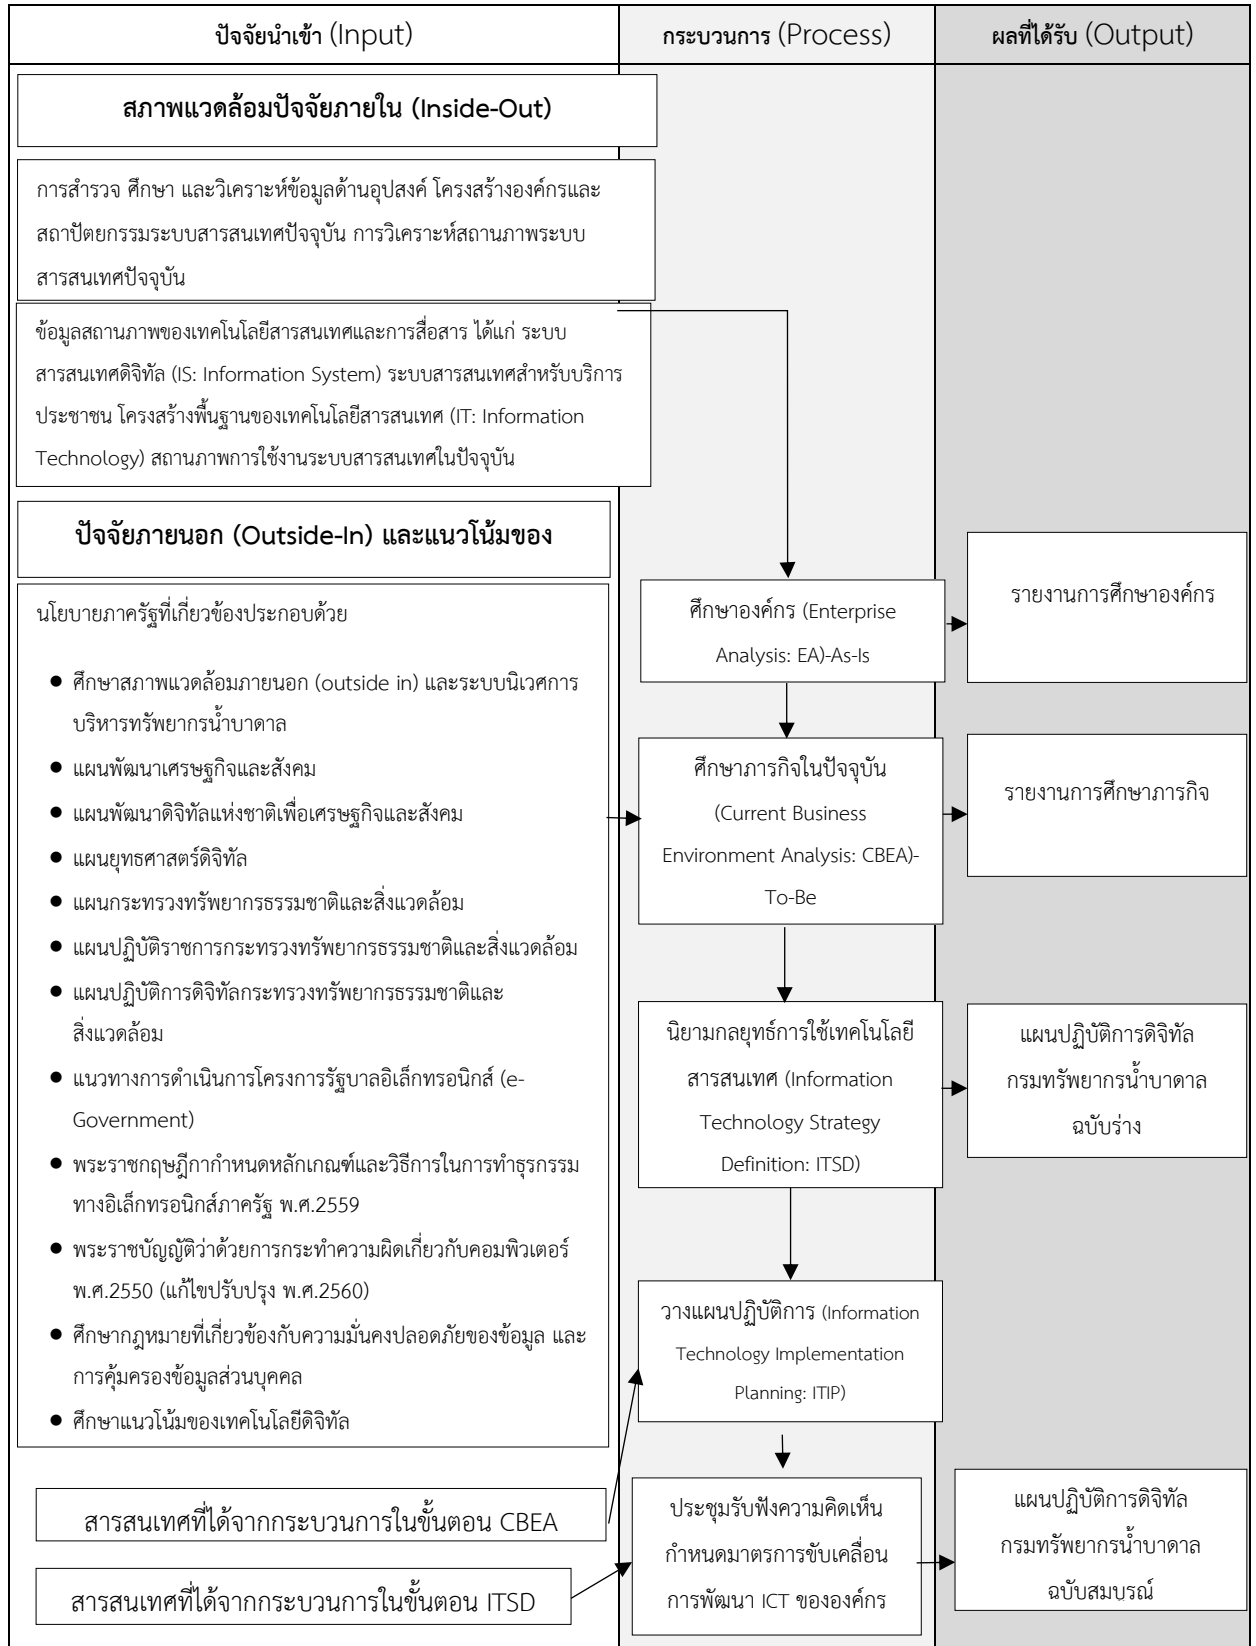 ปัจจัยนำเข้า (Input)
กระบวนการ (Process)
ผลที่ได้รับ (Output)
สภาพแวดล้อมปัจจัยภายใน (Inside-Out)
การสำรวจ ศึกษา และวิเคราะห์ข้อมูลด้านอุปสงค์ โครงสร้างองค์กรและ
สถาปัตยกรรมระบบสารสนเทศปัจจุบัน การวิเคราะห์สถานภาพระบบ
สารสนเทศปัจจุบัน
ข้อมูลสถานภาพของเทคโนโลยีสารสนเทศและการสื่อสาร ได้แก่ ระบบ
สารสนเทศดิจิทัล (IS: Information System) ระบบสารสนเทศสำหรับบริการ
ประชาชน โครงสร้างพื้นฐานของเทคโนโลยีสารสนเทศ (IT: Information
Technology) สถานภาพการใช้งานระบบสารสนเทศในปัจจุบัน
ปัจจัยภายนอก (Outside-In) และแนวโน้มของ
นโยบายภาครัฐที่เกี่ยวข้องประกอบด้วย
● ศึกษาสภาพแวดล้อมภายนอก (outside in) และระบบนิเวศการ
บริหารทรัพยากรน้ำบาดาล
● แผนพัฒนาเศรษฐกิจและสังคม
● แผนพัฒนาดิจิทัลแห่งชาติเพื่อเศรษฐกิจและสังคม
● แผนยุทธศาสตร์ดิจิทัล
● แผนกระทรวงทรัพยากรธรรมชาติและสิ่งแวดล้อม
● แผนปฏิบัติราชการกระทรวงทรัพยากรธรรมชาติและสิ่งแวดล้อม
● แผนปฏิบัติการดิจิทัลกระทรวงทรัพยากรธรรมชาติและ
สิ่งแวดล้อม
● แนวทางการดำเนินการโครงการรัฐบาลอิเล็กทรอนิกส์ (e-
Government)
● พระราชกฤษฎีกากำหนดหลักเกณฑ์และวิธีการในการทำธุรกรรม
ทางอิเล็กทรอนิกส์ภาครัฐ พ.ศ.2559
● พระราชบัญญัติว่าด้วยการกระทำความผิดเกี่ยวกับคอมพิวเตอร์
พ.ศ.2550 (แก้ไขปรับปรุง พ.ศ.2560)
● ศึกษากฎหมายที่เกี่ยวข้องกับความมั่นคงปลอดภัยของข้อมูล และ
การคุ้มครองข้อมูลส่วนบุคคล
● ศึกษาแนวโน้มของเทคโนโลยีดิจิทัล
สารสนเทศที่ได้จากกระบวนการในขั้นตอน CBEA
สารสนเทศที่ได้จากกระบวนการในขั้นตอน ITSD
ศึกษาองค์กร (Enterprise
Analysis: EA)-As-Is
ศึกษาภารกิจในปัจจุบัน
(Current Business
Environment Analysis: CBEA)-
To-Be
นิยามกลยุทธ์การใช้เทคโนโลยี
สารสนเทศ (Information
Technology Strategy
Definition: ITSD)
วางแผนปฏิบัติการ (Information
Technology Implementation
Planning: ITIP)
ประชุมรับฟังความคิดเห็น
กำหนดมาตรการขับเคลื่อน
การพัฒนา ICT ขององค์กร
รายงานการศึกษาองค์กร
รายงานการศึกษาภารกิจ
แผนปฏิบัติการดิจิทัล
กรมทรัพยากรน้ำบาดาล
ฉบับร่าง
แผนปฏิบัติการดิจิทัล
กรมทรัพยากรน้ำบาดาล
ฉบับสมบูรณ์